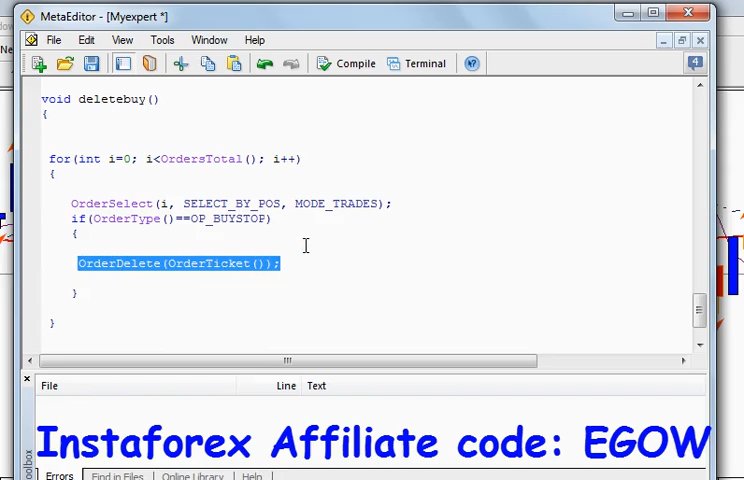 MetaEditor - [Myexpert *]
File Edit View Tools Window Help
Compile Terminal 4
void deletebuy()
{
for(int i=0; i<OrdersTotal(); i++)
{
OrderSelect(i, SELECT_BY_POS, MODE_TRADES);
if(OrderType()==OP_BUYSTOP)
{
OrderDelete(OrderTicket());
}
}
File Line Text
Instaforex Affiliate code: EGOW
Errors Find in Files Online Library Help